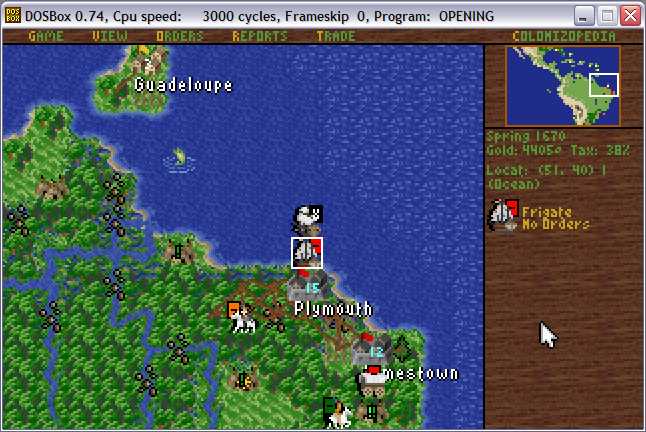 DOSBox 0.74, Cpu speed:     3000 cycles, Frameskip  0, Program:  OPENING
GAME VIEW ORDERS REPORTS TRADE COLONIZOPEDIA
Guadeloupe
Spring 1670
Gold: 4405¢ Tax: 38%
Locat: (51, 40) 1
(Ocean)
Frigate
No Orders
15
Plymouth
12
mestown